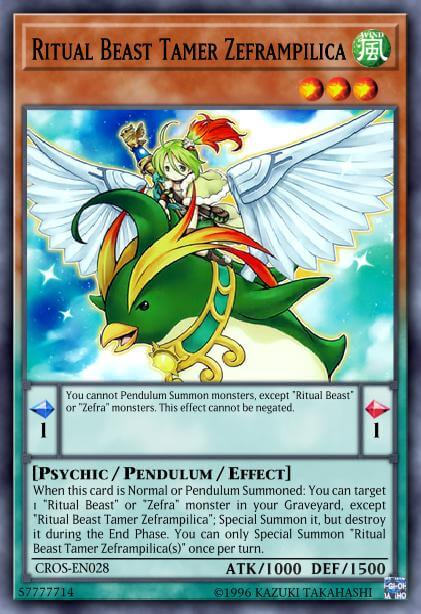 Ritual Beast Tamer Zeframpilica
WIND
風
You cannot Pendulum Summon monsters, except "Ritual Beast"
or "Zefra" monsters. This effect cannot be negated.
1
1
[Psychic / Pendulum / Effect]
When this card is Normal or Pendulum Summoned: You can target
1 "Ritual Beast" or "Zefra" monster in your Graveyard, except
"Ritual Beast Tamer Zeframpilica"; Special Summon it, but destroy
it during the End Phase. You can only Special Summon "Ritual
Beast Tamer Zeframpilica(s)" once per turn.
CROS-EN028
ATK/1000 DEF/1500
57777714
©1996 KAZUKI TAKAHASHI